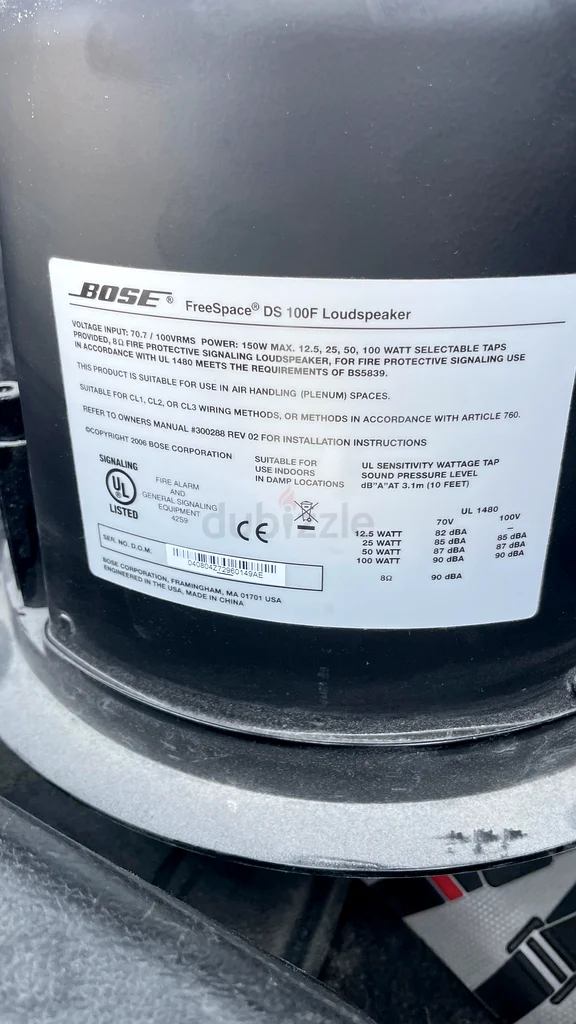 BOSE® FreeSpace® DS 100F Loudspeaker
VOLTAGE INPUT: 70.7 / 100VRMS POWER: 150W MAX. 12.5, 25, 50, 100 WATT SELECTABLE TAPS
PROVIDED, 8Ω FIRE PROTECTIVE SIGNALING LOUDSPEAKER, FOR FIRE PROTECTIVE SIGNALING USE
IN ACCORDANCE WITH UL 1480 MEETS THE REQUIREMENTS OF BS5839.
THIS PRODUCT IS SUITABLE FOR USE IN AIR HANDLING (PLENUM) SPACES.
SUITABLE FOR CL1, CL2, OR CL3 WIRING METHODS, OR METHODS IN ACCORDANCE WITH ARTICLE 760.
REFER TO OWNERS MANUAL #300288 REV 02 FOR INSTALLATION INSTRUCTIONS
©COPYRIGHT 2006 BOSE CORPORATION
SIGNALING
UL
LISTED
FIRE ALARM
AND
GENERAL SIGNALING
EQUIPMENT
42S9
SUITABLE FOR
USE INDOORS
IN DAMP LOCATIONS
CE
UL SENSITIVITY WATTAGE TAP
SOUND PRESSURE LEVEL
dB"A"AT 3.1m (10 FEET)
UL 1480
70V 100V
12.5 WATT 82 dBA –
25 WATT 85 dBA 85 dBA
50 WATT 87 dBA 87 dBA
100 WATT 90 dBA 90 dBA
8Ω 90 dBA
dubizzle
SER. NO. D.O.M.
040804Z72960149AE
BOSE CORPORATION, FRAMINGHAM, MA 01701 USA
ENGINEERED IN THE USA, MADE IN CHINA